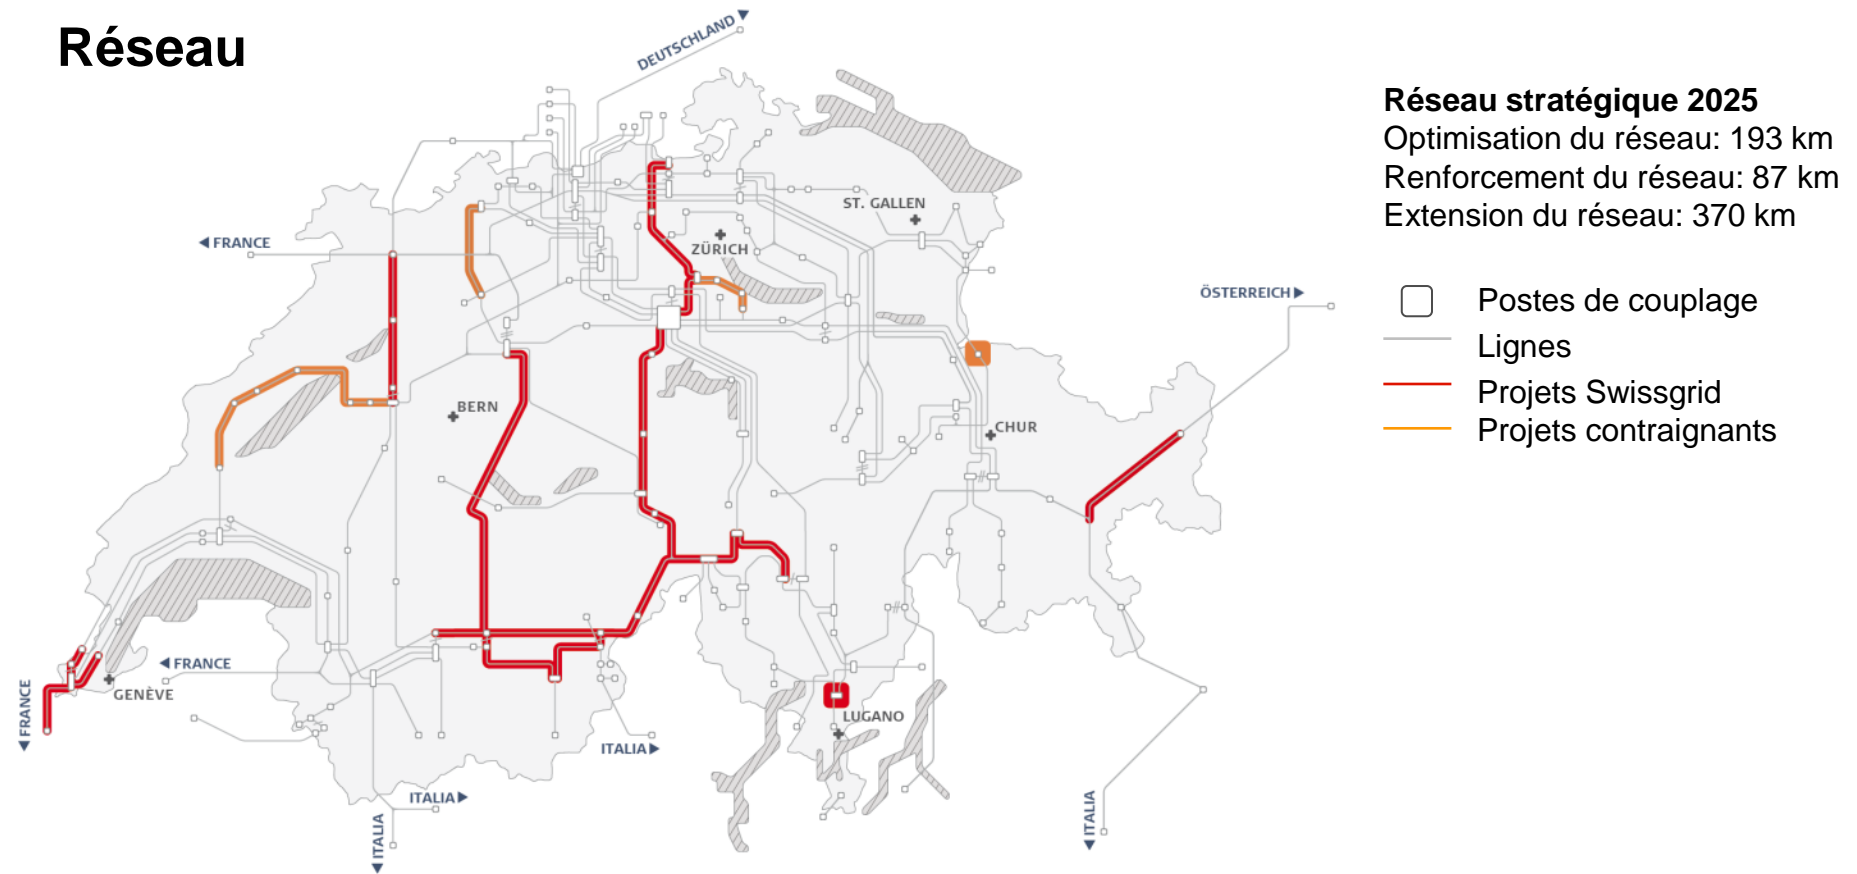 Réseau
DEUTSCHLAND
Réseau stratégique 2025
Optimisation du réseau: 193 km
Renforcement du réseau: 87 km
Extension du réseau: 370 km
ST. GALLEN
ZÜRICH
FRANCE
ÖSTERREICH
Postes de couplage
Lignes
Projets Swissgrid
Projets contraignants
BERN
CHUR
FRANCE
GENÈVE
FRANCE
LUGANO
ITALIA
ITALIA
ITALIA
ITALIA